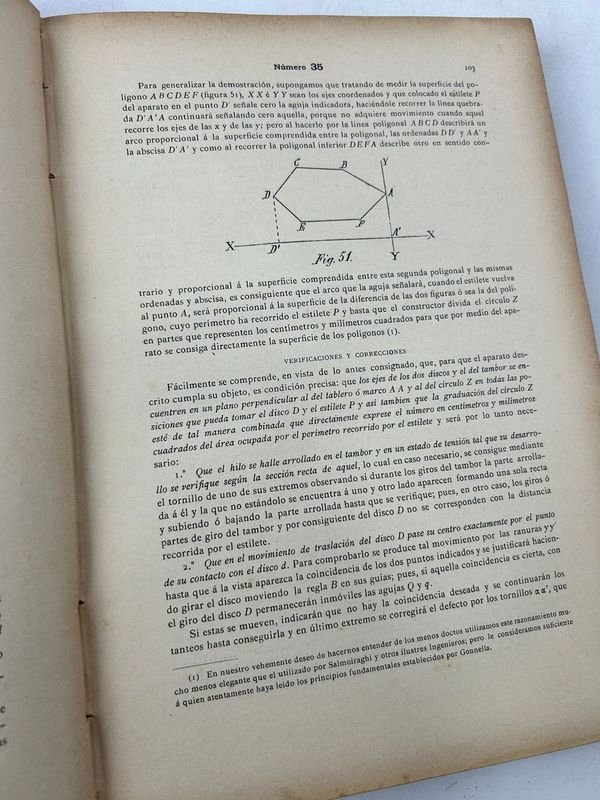 Número 35
103
Para generalizar la demostración, supongamos que tratando de medir la superficie del po-
lígono A B C D E F (figura 51), X X é Y Y sean los ejes coordenados y que colocado el estilete P
del aparato en el punto D' señale cero la aguja indicadora, haciéndole recorrer la línea quebra-
da D' A' A continuará señalando cero aquella, porque no adquiere movimiento cuando aquel
recorre los ejes de las x y de las y; pero al hacerlo por la línea poligonal A B C D describirá un
arco proporcional á la superficie comprendida entre la poligonal, las ordenadas D D' y A A' y
la abscisa D' A' y como al recorrer la poligonal inferior D E F A describe otro en sentido con-
C
B
Y
D
A
E
F
X
D'
A'
X
Fig. 51.
Y
trario y proporcional á la superficie comprendida entre esta segunda poligonal y las mismas
ordenadas y abscisa, es consiguiente que el arco que la aguja señalará, cuando el estilete vuelva
al punto A, será proporcional á la superficie de la diferencia de las dos figuras ó sea la del polí-
gono, cuyo perímetro ha recorrido el estilete P y basta que el constructor divida el círculo Z
en partes que representen los centímetros y milímetros cuadrados para que por medio del apa-
rato se consiga directamente la superficie de los polígonos (1).
VERIFICACIONES Y CORRECCIONES
Fácilmente se comprende, en vista de lo antes consignado, que, para que el aparato des-
crito cumpla su objeto, es condición precisa: que los ejes de los dos discos y el del tambor se en-
cuentren en un plano perpendicular al del tablero ó marco A A y al del círculo Z en todas las po-
siciones que pueda tomar el disco D y el estilete P y así tambien que la graduación del círculo Z
esté de tal manera combinada que directamente exprese el número en centímetros y milímetros
cuadrados del área ocupada por el perímetro recorrido por el estilete y será por lo tanto nece-
sario:
1.º Que el hilo se halle arrollado en el tambor y en un estado de tensión tal que su desarro-
llo se verifique según la sección recta de aquel, lo cual en caso necesario, se consigue mediante
el tornillo de uno de sus extremos observando si durante los giros del tambor la parte arrolla-
da á él y la que no estándolo se encuentra á uno y otro lado aparecen formando una sola recta
y subiendo ó bajando la parte arrollada hasta que se verifique; pues, en otro caso, los giros ó
partes de giro del tambor y por consiguiente del disco D no se corresponden con la distancia
recorrida por el estilete.
2.º Que en el movimiento de traslación del disco D pase su centro exactamente por el punto
de su contacto con el disco d. Para comprobarlo se produce tal movimiento por las ranuras y y'
hasta que á la vista aparezca la coincidencia de los dos puntos indicados y se justificará hacien-
do girar el disco moviendo la regla B en sus guías; pues, si aquella coincidencia es cierta, con
el giro del disco D permanecerán inmóviles las agujas Q y q.
Si estas se mueven, indicarán que no hay la coincidencia deseada y se continuarán los
tanteos hasta conseguirla y en último extremo se corregirá el defecto por los tornillos α α', que
(1) En nuestro vehemente deseo de hacernos entender de los menos doctos utilizamos este razonamiento mu-
cho menos elegante que el utilizado por Salmoiraghi y otros ilustres Ingenieros; pero le consideramos suficiente
á quien atentamente haya leido los principios fundamentales establecidos por Gonnella.